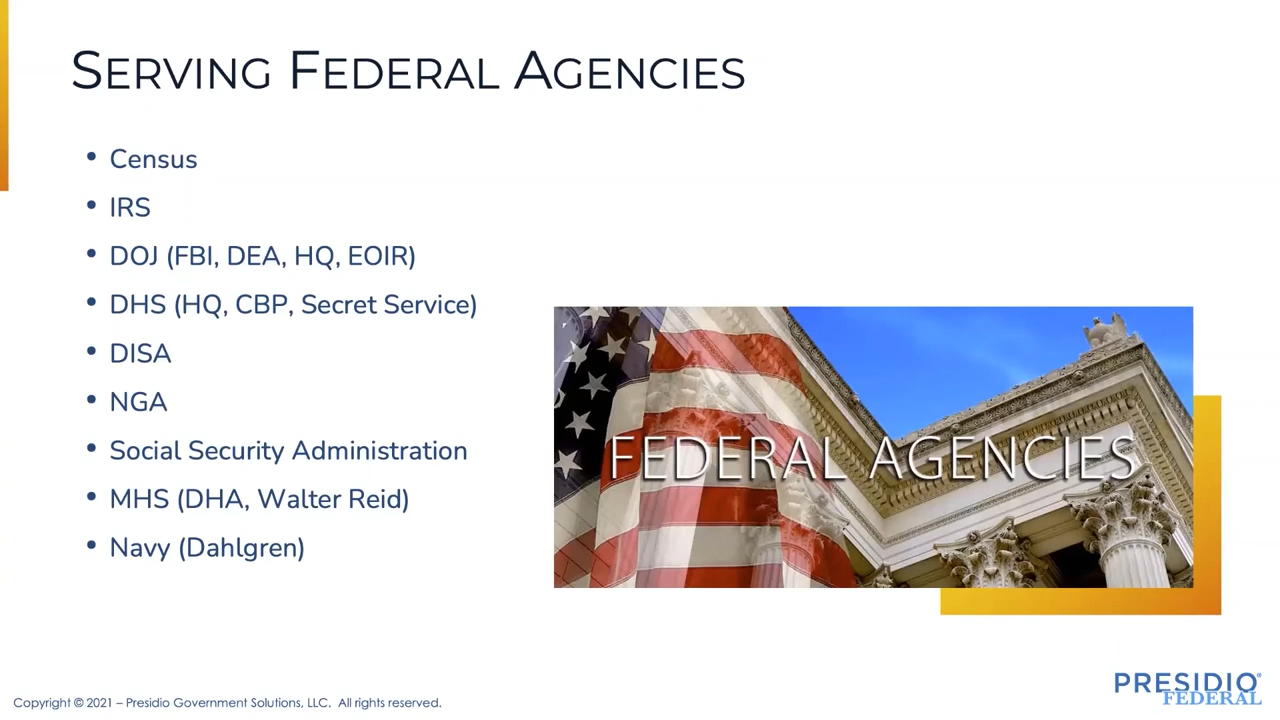 SERVING FEDERAL AGENCIES
• Census
• IRS
• DOJ (FBI, DEA, HQ, EOIR)
• DHS (HQ, CBP, Secret Service)
• DISA
• NGA
• Social Security Administration
• MHS (DHA, Walter Reid)
• Navy (Dahlgren)
FEDERAL AGENCIES
Copyright © 2021 – Presidio Government Solutions, LLC. All rights reserved.
PRESIDIO®
FEDERAL